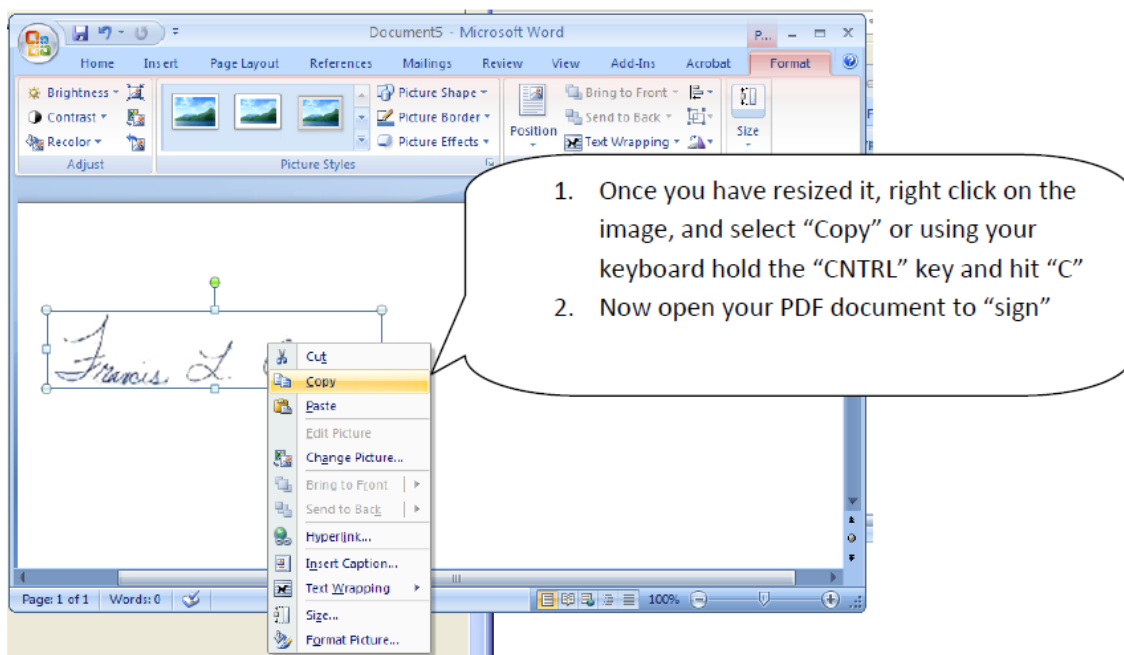 Document5 - Microsoft Word
P...
Home Insert Page Layout References Mailings Review View Add-Ins Acrobat Format
Brightness
Contrast
Recolor
Adjust
Picture Shape
Picture Border
Picture Effects
Picture Styles
Position
Bring to Front
Send to Back
Text Wrapping
Size
1. Once you have resized it, right click on the
image, and select “Copy” or using your
keyboard hold the “CNTRL” key and hit “C”
2. Now open your PDF document to “sign”
Francis L.
Cut
Copy
Paste
Edit Picture
Change Picture...
Bring to Front
Send to Back
Hyperlink...
Insert Caption...
Text Wrapping
Size...
Format Picture...
Page: 1 of 1 Words: 0
100%